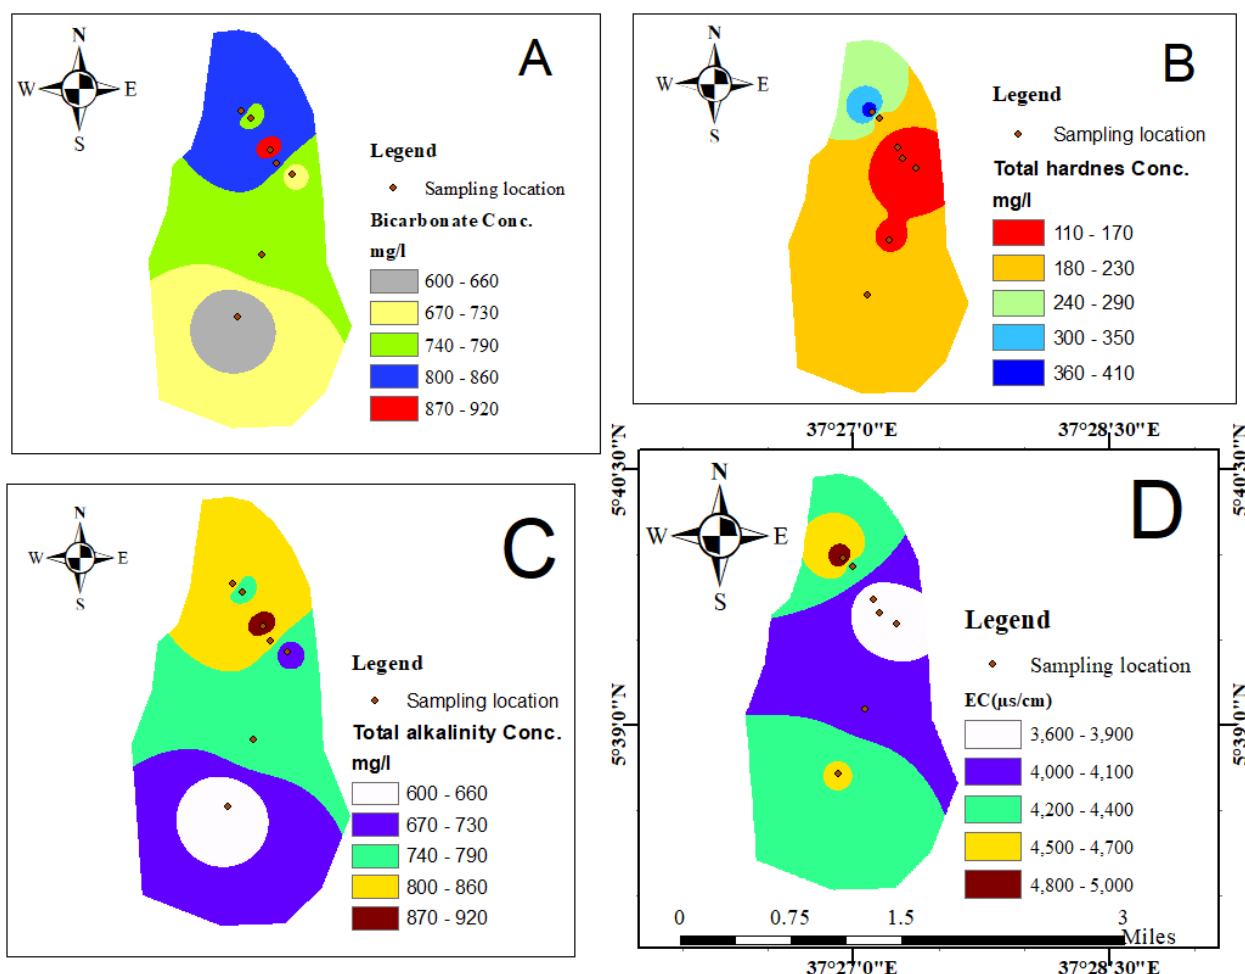 A
N
W
E
S
Legend
Sampling location
Bicarbonate Conc.
mg/l
600 - 660
670 - 730
740 - 790
800 - 860
870 - 920
B
N
W
E
S
Legend
Sampling location
Total hardnes Conc.
mg/l
110 - 170
180 - 230
240 - 290
300 - 350
360 - 410
C
N
W
E
S
Legend
Sampling location
Total alkalinity Conc.
mg/l
600 - 660
670 - 730
740 - 790
800 - 860
870 - 920
37°27'0"E
37°28'30"E
5°40'30"N
5°40'30"N
D
N
W
E
S
Legend
Sampling location
EC(µs/cm)
3,600 - 3,900
4,000 - 4,100
4,200 - 4,400
4,500 - 4,700
4,800 - 5,000
5°39'0"N
5°39'0"N
0
0.75
1.5
3
Miles
37°27'0"E
37°28'30"E